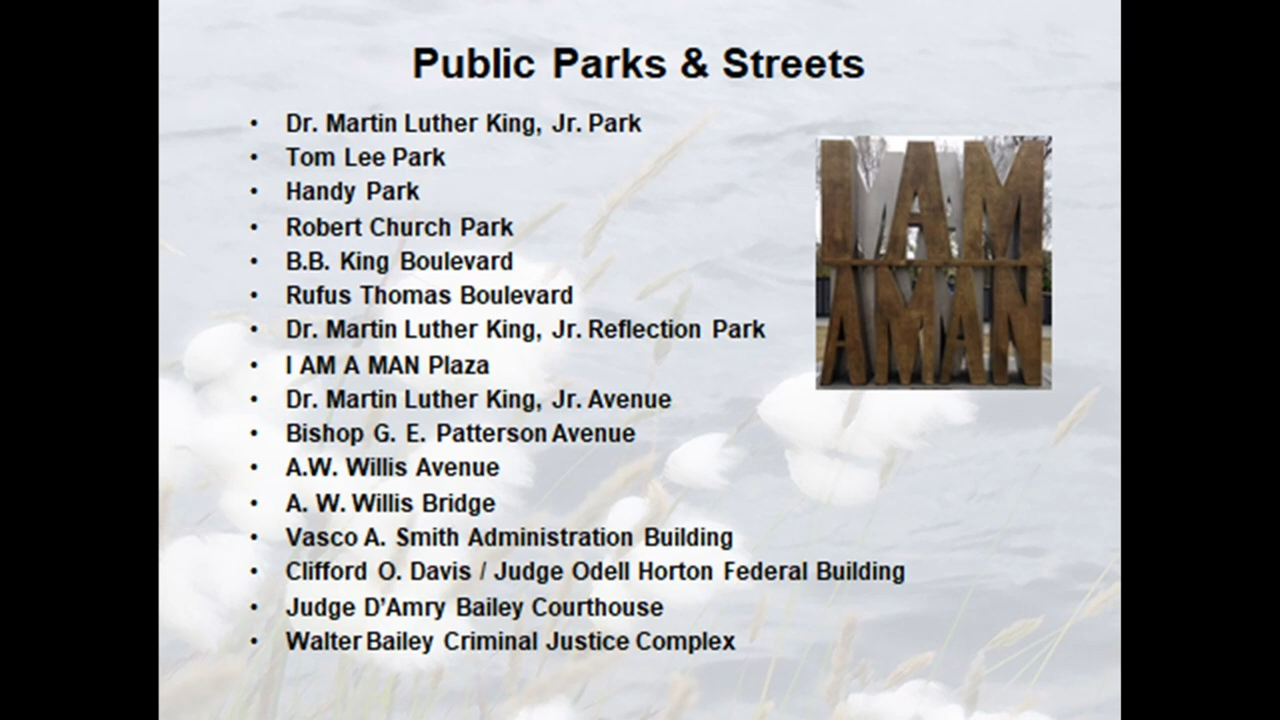 Public Parks & Streets
• Dr. Martin Luther King, Jr. Park
• Tom Lee Park
• Handy Park
• Robert Church Park
• B.B. King Boulevard
• Rufus Thomas Boulevard
• Dr. Martin Luther King, Jr. Reflection Park
• I AM A MAN Plaza
• Dr. Martin Luther King, Jr. Avenue
• Bishop G. E. Patterson Avenue
• A.W. Willis Avenue
• A. W. Willis Bridge
• Vasco A. Smith Administration Building
• Clifford O. Davis / Judge Odell Horton Federal Building
• Judge D'Amry Bailey Courthouse
• Walter Bailey Criminal Justice Complex
I AM
A MAN